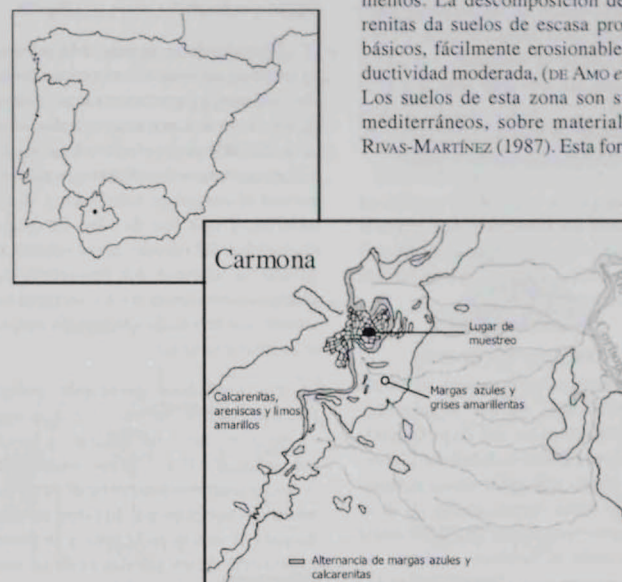 mentos. La descomposición de
renitas da suelos de escasa pro
básicos, fácilmente erosionable
ductividad moderada, (DE AMO e
Los suelos de esta zona son s
mediterráneos, sobre material
RIVAS-MARTÍNEZ (1987). Esta for
Carmona
Lugar de
muestreo
Calcarenitas,
areniscas y limos
amarillos
Margas azules y
grises amarillentas
Alternancia de margas azules y
calcarenitas